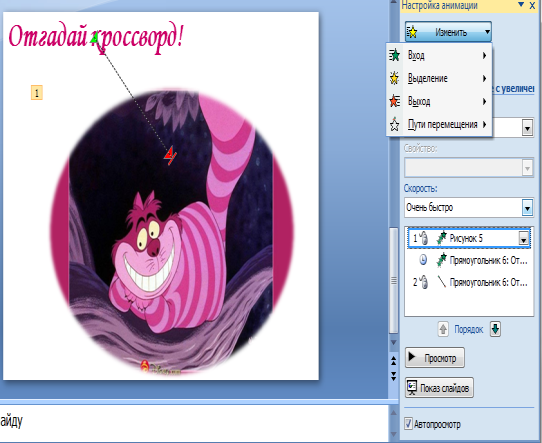 Настройка анимации
Отгадай кроссворд!
Изменить
Вход
Выделение
Выход
Пути перемещения
с увеличе
1
Свойство:
Скорость:
Очень быстро
1 Рисунок 5
Прямоугольник 6: От...
2 Прямоугольник 6: От...
Порядок
Просмотр
Показ слайдов
Автопросмотр
айду